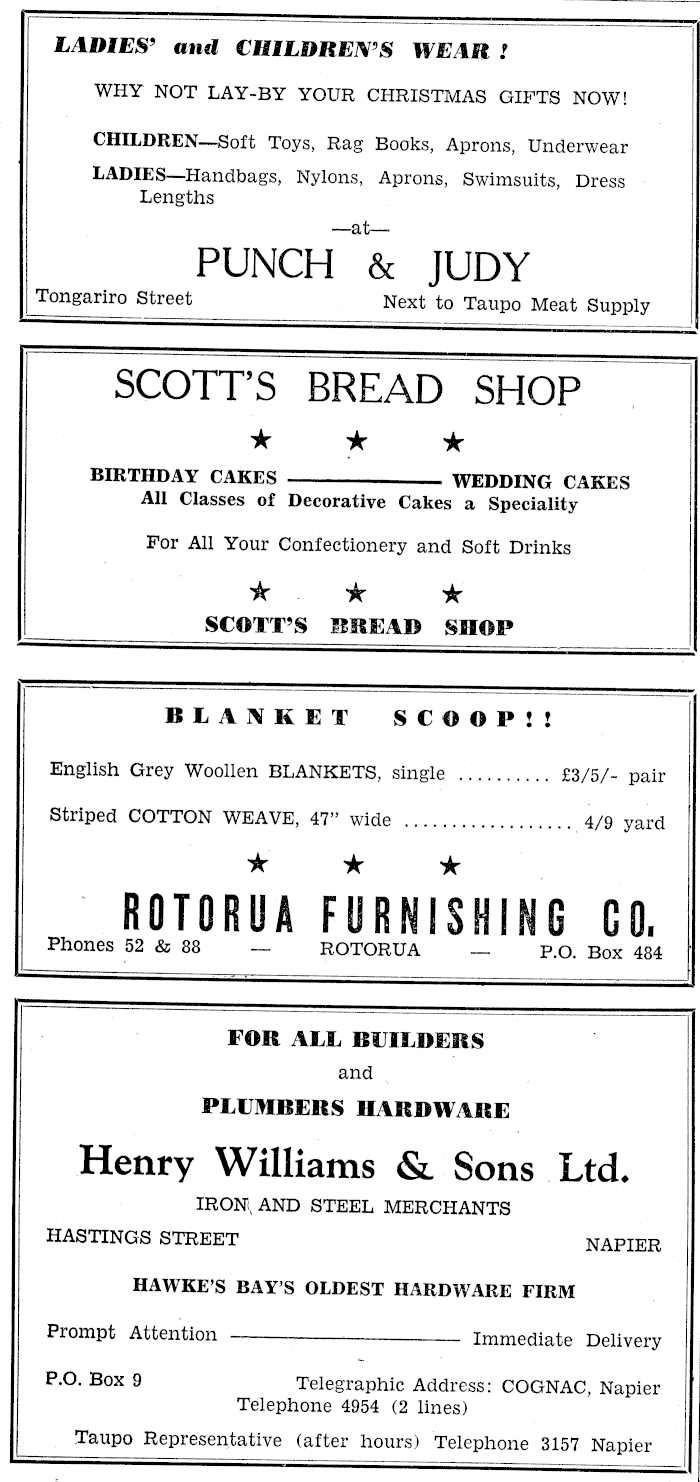 LADIES' and CHILDREN'S WEAR !
WHY NOT LAY-BY YOUR CHRISTMAS GIFTS NOW!
CHILDREN—Soft Toys, Rag Books, Aprons, Underwear
LADIES—Handbags, Nylons, Aprons, Swimsuits, Dress
Lengths
—at—
PUNCH & JUDY
Tongariro Street Next to Taupo Meat Supply
SCOTT'S BREAD SHOP
★ ★ ★
BIRTHDAY CAKES ———— WEDDING CAKES
All Classes of Decorative Cakes a Speciality
For All Your Confectionery and Soft Drinks
★ ★ ★
SCOTT'S BREAD SHOP
BLANKET SCOOP!!
English Grey Woollen BLANKETS, single .......... £3/5/- pair
Striped COTTON WEAVE, 47" wide .................. 4/9 yard
★ ★ ★
ROTORUA FURNISHING CO.
Phones 52 & 88 — ROTORUA — P.O. Box 484
FOR ALL BUILDERS
and
PLUMBERS HARDWARE
Henry Williams & Sons Ltd.
IRON AND STEEL MERCHANTS
HASTINGS STREET NAPIER
HAWKE'S BAY'S OLDEST HARDWARE FIRM
Prompt Attention ———— Immediate Delivery
P.O. Box 9 Telegraphic Address: COGNAC, Napier
Telephone 4954 (2 lines)
Taupo Representative (after hours) Telephone 3157 Napier